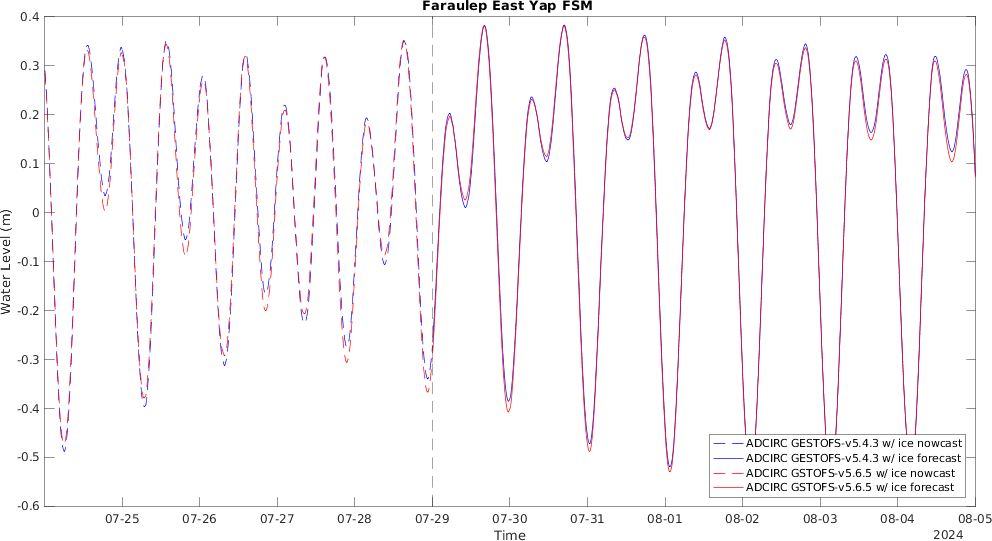 Faraulep East Yap FSM
0.4
0.3
0.2
0.1
0
-0.1
-0.2
-0.3
-0.4
-0.5
-0.6
Water Level (m)
ADCIRC GESTOFS-v5.4.3 w/ ice nowcast
ADCIRC GESTOFS-v5.4.3 w/ ice forecast
ADCIRC GSTOFS-v5.6.5 w/ ice nowcast
ADCIRC GSTOFS-v5.6.5 w/ ice forecast
07-25 07-26 07-27 07-28 07-29 07-30 07-31 08-01 08-02 08-03 08-04 08-05
Time
2024